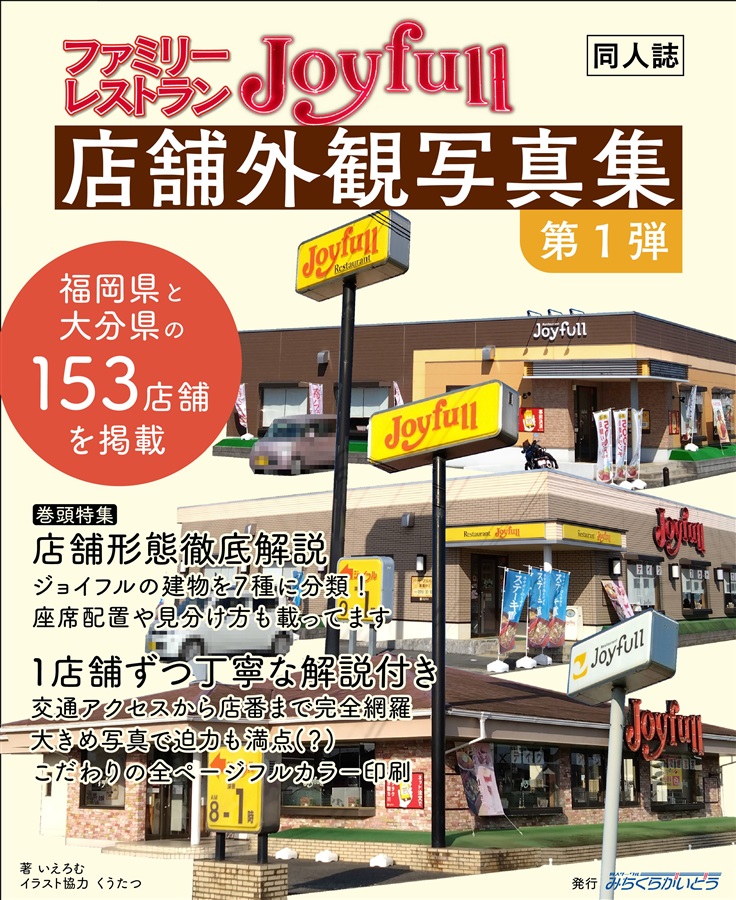 ファミリー
レストラン
Joyfull
同人誌
店舗外観写真集
第1弾
福岡県と
大分県の
153店舗
を掲載
Joyfull
Restaurant
Joyfull
Joyfull
巻頭特集
店舗形態徹底解説
ジョイフルの建物を7種に分類！
座席配置や見分け方も載ってます
Restaurant Joyfull
Restaurant Joyfull
Joyfull
Joyfull
1店舗ずつ丁寧な解説付き
交通アクセスから店番まで完全網羅
大きめ写真で迫力も満点(?)
こだわりの全ページフルカラー印刷
Joyfull
8-1時
著 いえろむ
イラスト協力 くうたつ
発行 みちくらがいどう